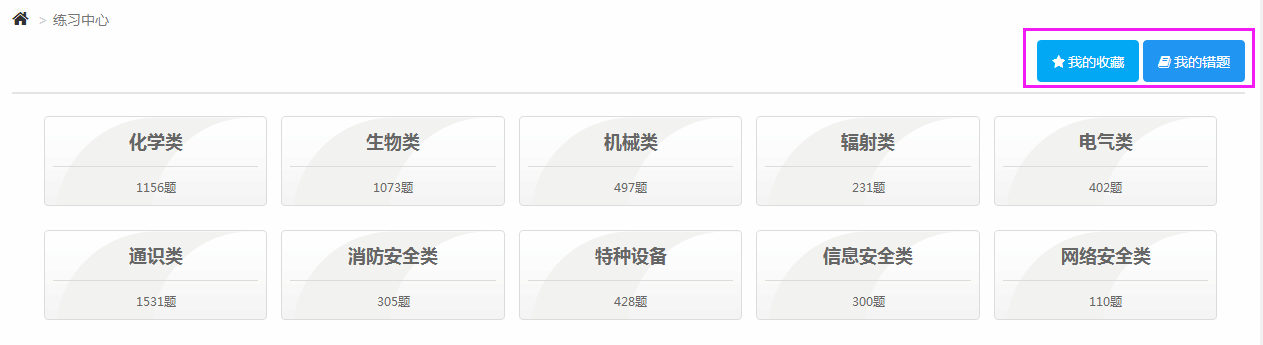 > 练习中心
我的收藏 我的错题
化学类 生物类 机械类 辐射类 电气类
1156题 1073题 497题 231题 402题
通识类 消防安全类 特种设备 信息安全类 网络安全类
1531题 305题 428题 300题 110题